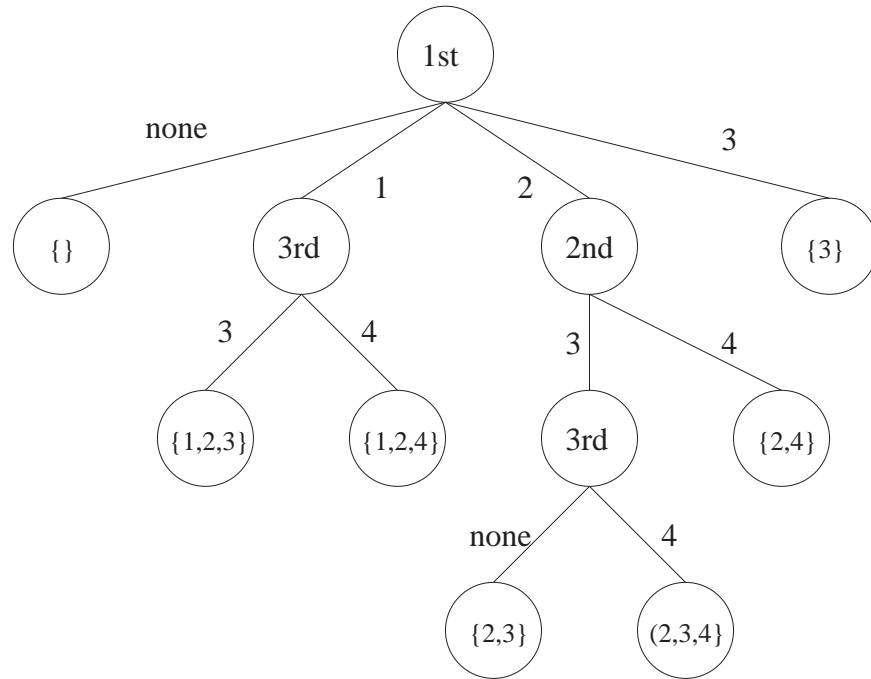 1st
none
1
2
3
{}
3rd
2nd
{3}
3
4
3
4
{1,2,3}
{1,2,4}
3rd
{2,4}
none
4
{2,3}
(2,3,4}